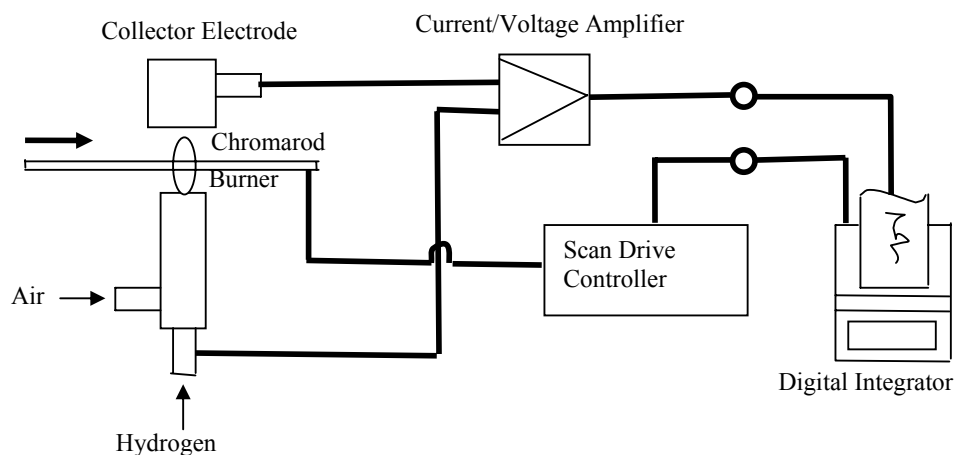 Collector Electrode
Current/Voltage Amplifier
Chromarod
Burner
Scan Drive
Controller
Air
Digital Integrator
Hydrogen